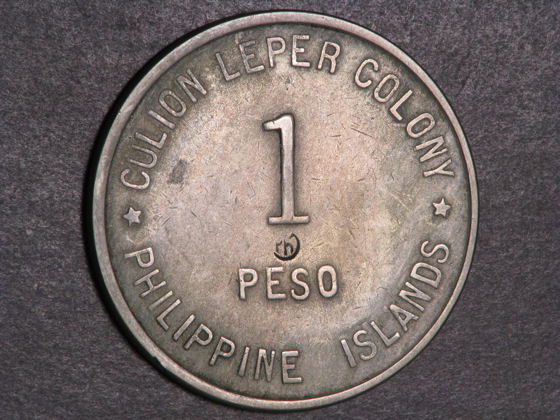 CULION LEPER COLONY
1
PESO
PHILIPPINE ISLANDS